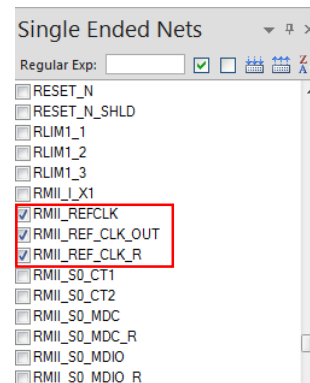 Single Ended Nets
Regular Exp:
RESET_N
RESET_N_SHLD
RLIM1_1
RLIM1_2
RLIM1_3
RMII_I_X1
RMII_REFCLK
RMII_REF_CLK_OUT
RMII_REF_CLK_R
RMII_S0_CT1
RMII_S0_CT2
RMII_S0_MDC
RMII_S0_MDC_R
RMII_S0_MDIO
RMII_S0_MDIO_R